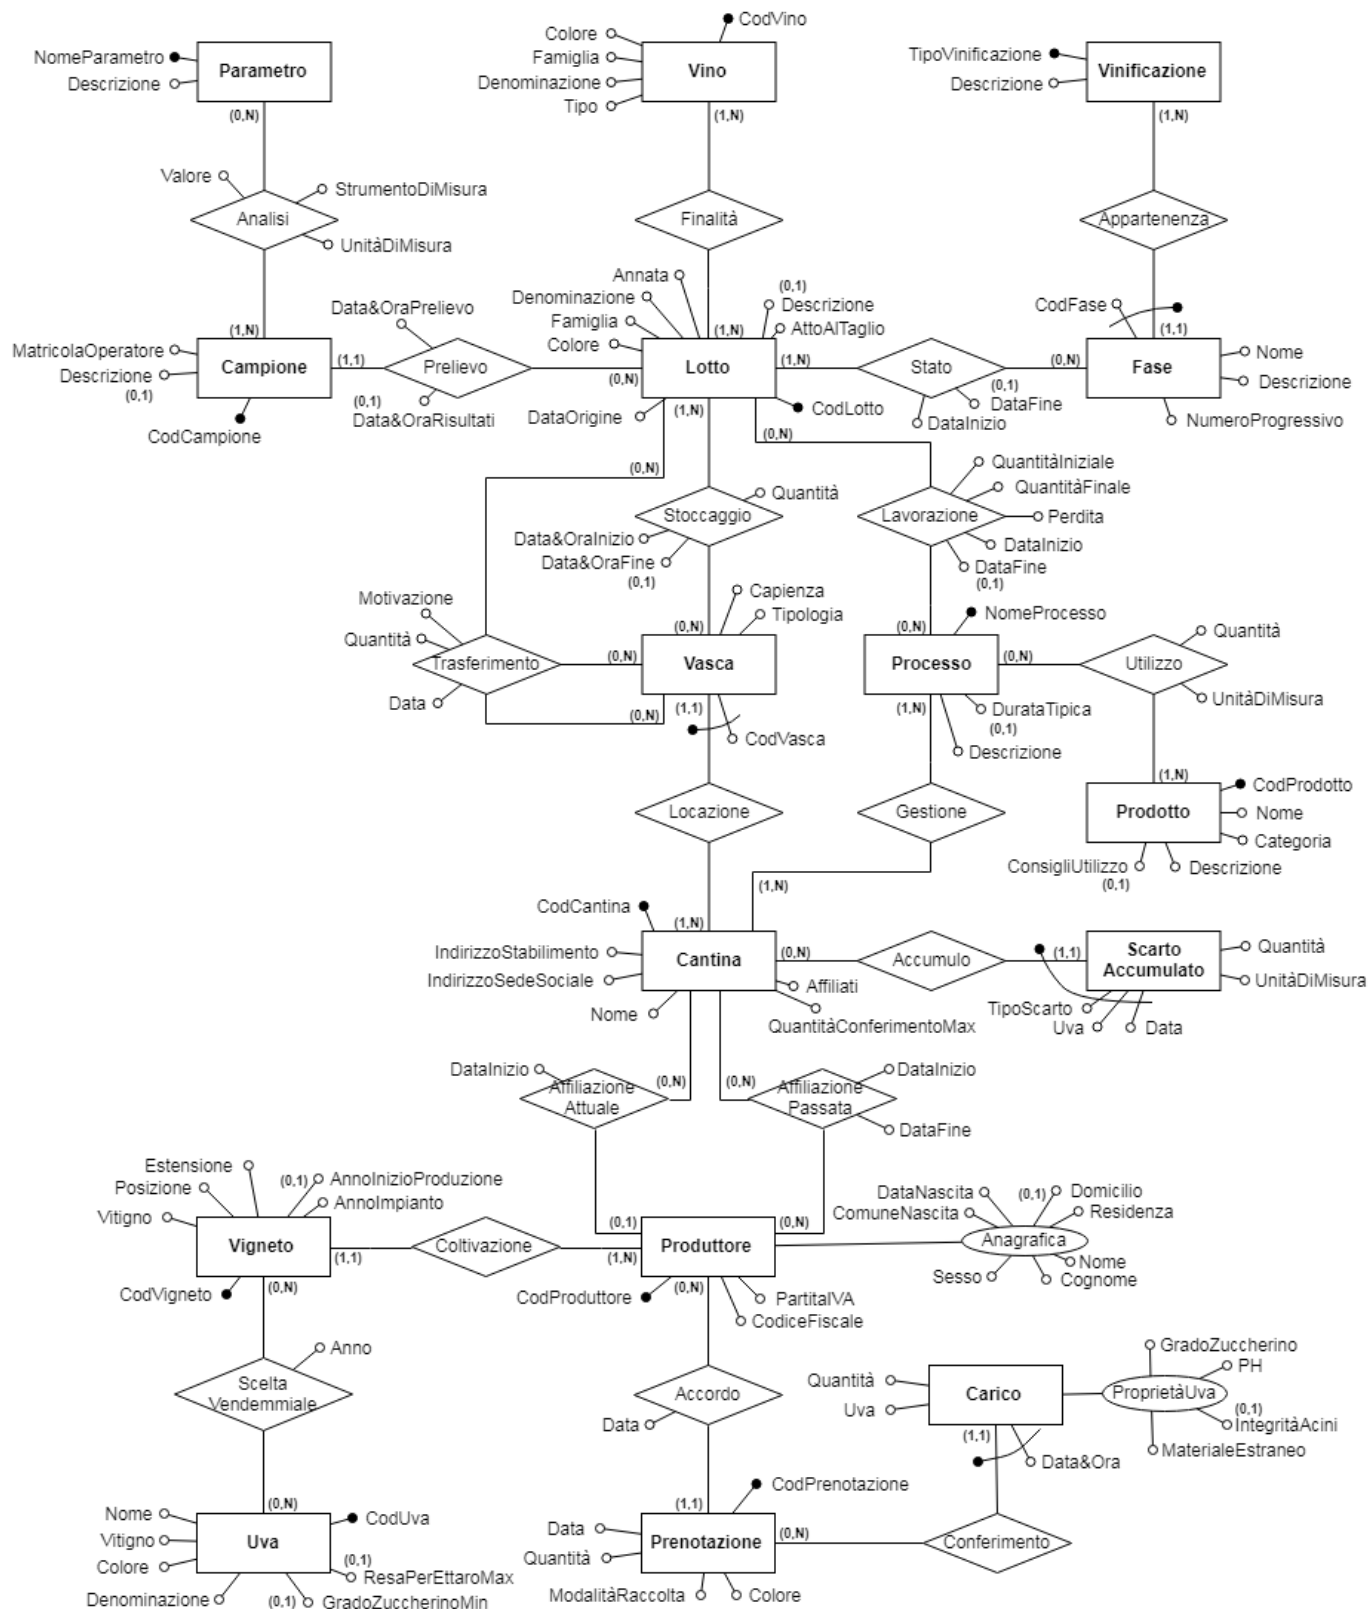 CodVino
Colore
NomeParametro
Parametro
Famiglia
Vino
TipoVinificazione
Vinificazione
Descrizione
Denominazione
Descrizione
Tipo
(0,N)
(1,N)
(1,N)
Valore
StrumentoDiMisura
Analisi
Finalità
Appartenenza
UnitàDiMisura
Annata
(0,1)
Data&OraPrelievo
Denominazione
Descrizione
CodFase
Famiglia
AttoAlTaglio
(1,N)
Colore
(1,N)
(1,1)
MatricolaOperatore
Campione
(1,1)
Prelievo
(0,N)
Lotto
(1,N)
Stato
(0,N)
Fase
Nome
Descrizione
(0,1)
Descrizione
(0,1)
(0,1)
DataFine
CodCampione
Data&OraRisultati
DataOrigine
(1,N)
CodLotto
DataInizio
NumeroProgressivo
(0,N)
(0,N)
QuantitàIniziale
Quantità
QuantitàFinale
Stoccaggio
Lavorazione
Perdita
Data&OraInizio
DataInizio
Data&OraFine
DataFine
(0,1)
(0,1)
Motivazione
Capienza
Tipologia
NomeProcesso
Quantità
(0,N)
(0,N)
Quantità
Trasferimento
(0,N)
Vasca
Processo
(0,N)
Utilizzo
Data
(0,N)
(1,1)
(1,N)
DurataTipica
UnitàDiMisura
(0,1)
CodVasca
Descrizione
(1,N)
CodProdotto
Locazione
Gestione
Prodotto
Nome
Categoria
ConsigliUtilizzo
Descrizione
(0,1)
(1,N)
CodCantina
(1,N)
IndirizzoStabilimento
Cantina
(0,N)
Accumulo
(1,1)
Scarto
Accumulato
Quantità
IndirizzoSedeSociale
Affiliati
UnitàDiMisura
Nome
QuantitàConferimentoMax
TipoScarto
Uva
Data
DataInizio
(0,N)
(0,N)
DataInizio
Affiliazione
Attuale
Affiliazione
Passata
DataFine
Estensione
(0,1)
AnnoInizioProduzione
Posizione
AnnoImpianto
DataNascita
(0,1)
Domicilio
Vitigno
ComuneNascita
Residenza
(0,1)
(0,N)
Vigneto
(1,1)
Coltivazione
(1,N)
Produttore
Anagrafica
Nome
Sesso
Cognome
CodVigneto
(0,N)
CodProduttore
(0,N)
PartitaIVA
CodiceFiscale
Anno
GradoZuccherino
PH
Scelta
Vendemmiale
Accordo
Quantità
Carico
ProprietàUva
Data
Uva
(0,1)
IntegritàAcini
(1,1)
Data&Ora
MaterialeEstraneo
CodPrenotazione
(0,N)
(1,1)
Nome
CodUva
Data
Vitigno
Uva
Prenotazione
(0,N)
Conferimento
Colore
(0,1)
Quantità
ResaPerEttaroMax
Denominazione
(0,1)
GradoZuccherinoMin
ModalitàRaccolta
Colore